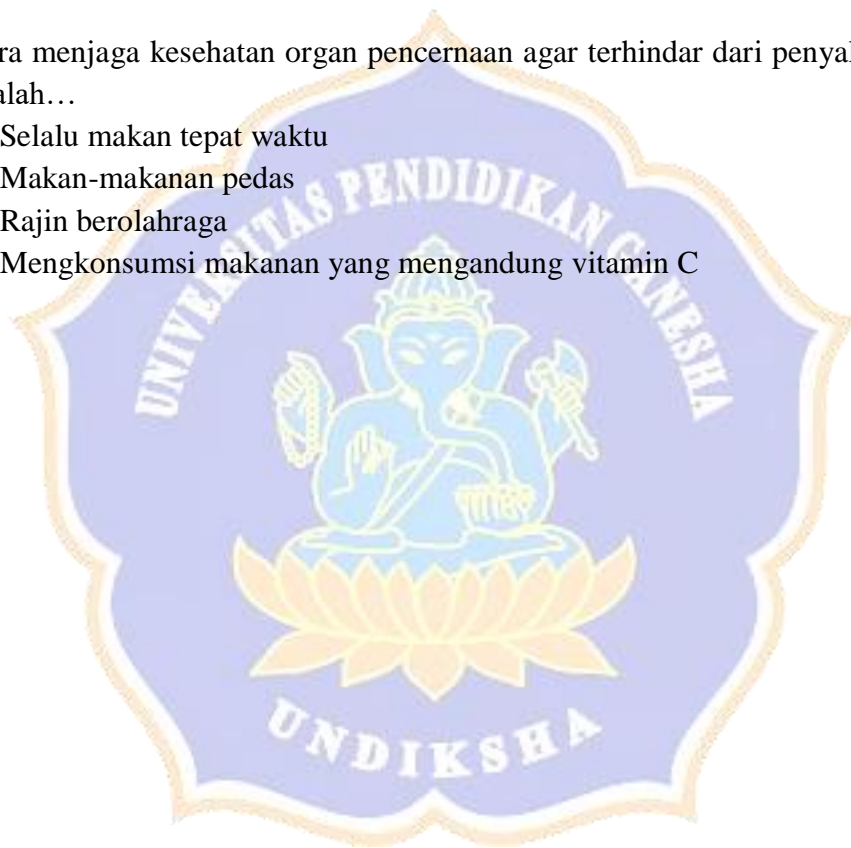 ra menjaga kesehatan organ pencernaan agar terhindar dari penya
alah…
Selalu makan tepat waktu
Makan-makanan pedas
Rajin berolahraga
Mengkonsumsi makanan yang mengandung vitamin C
UNIVERSITAS PENDIDIKAN GANESHA
UNDIKSHA